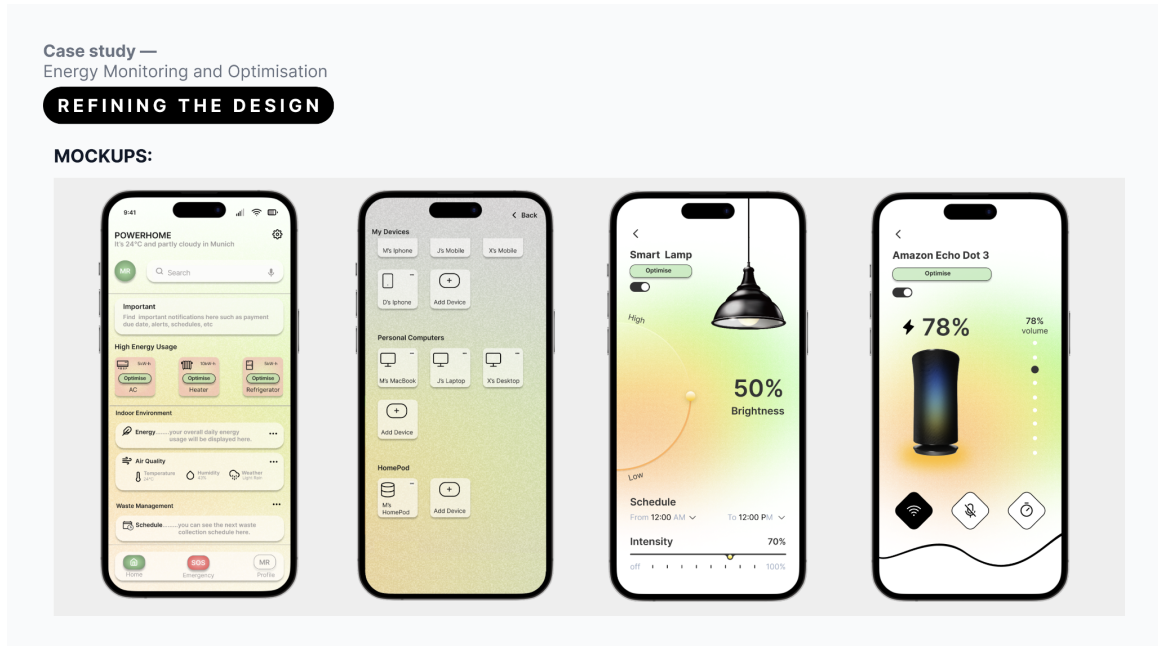 Case study —
Energy Monitoring and Optimisation
REFINING THE DESIGN
MOCKUPS:
9:41
POWERHOME
It's 24°C and partly cloudy in Munich
MR
Search
Important
Find important notifications here such as payment
due date, alerts, schedules, etc
High Energy Usage
Optimise
AC
Optimise
Heater
Optimise
Refrigerator
Indoor Environment
Energy.......your overall daily energy
usage will be displayed here.
Air Quality
Temperature
24°C
Humidity
Weather
Light Rain
Waste Management
Schedule........you can see the next waste
collection schedule here.
Home
SOS
Emergency
MR
Profile
Back
My Devices
M's Iphone
J's Mobile
X's Mobile
D's Iphone
Add Device
Personal Computers
M's MacBook
J's Laptop
X's Desktop
Add Device
HomePod
M's
HomePod
Add Device
Smart Lamp
Optimise
High
50%
Brightness
Low
Schedule
From 12:00 AM
To 12:00 PM
Intensity
70%
off
100%
Amazon Echo Dot 3
Optimise
78%
78%
volume